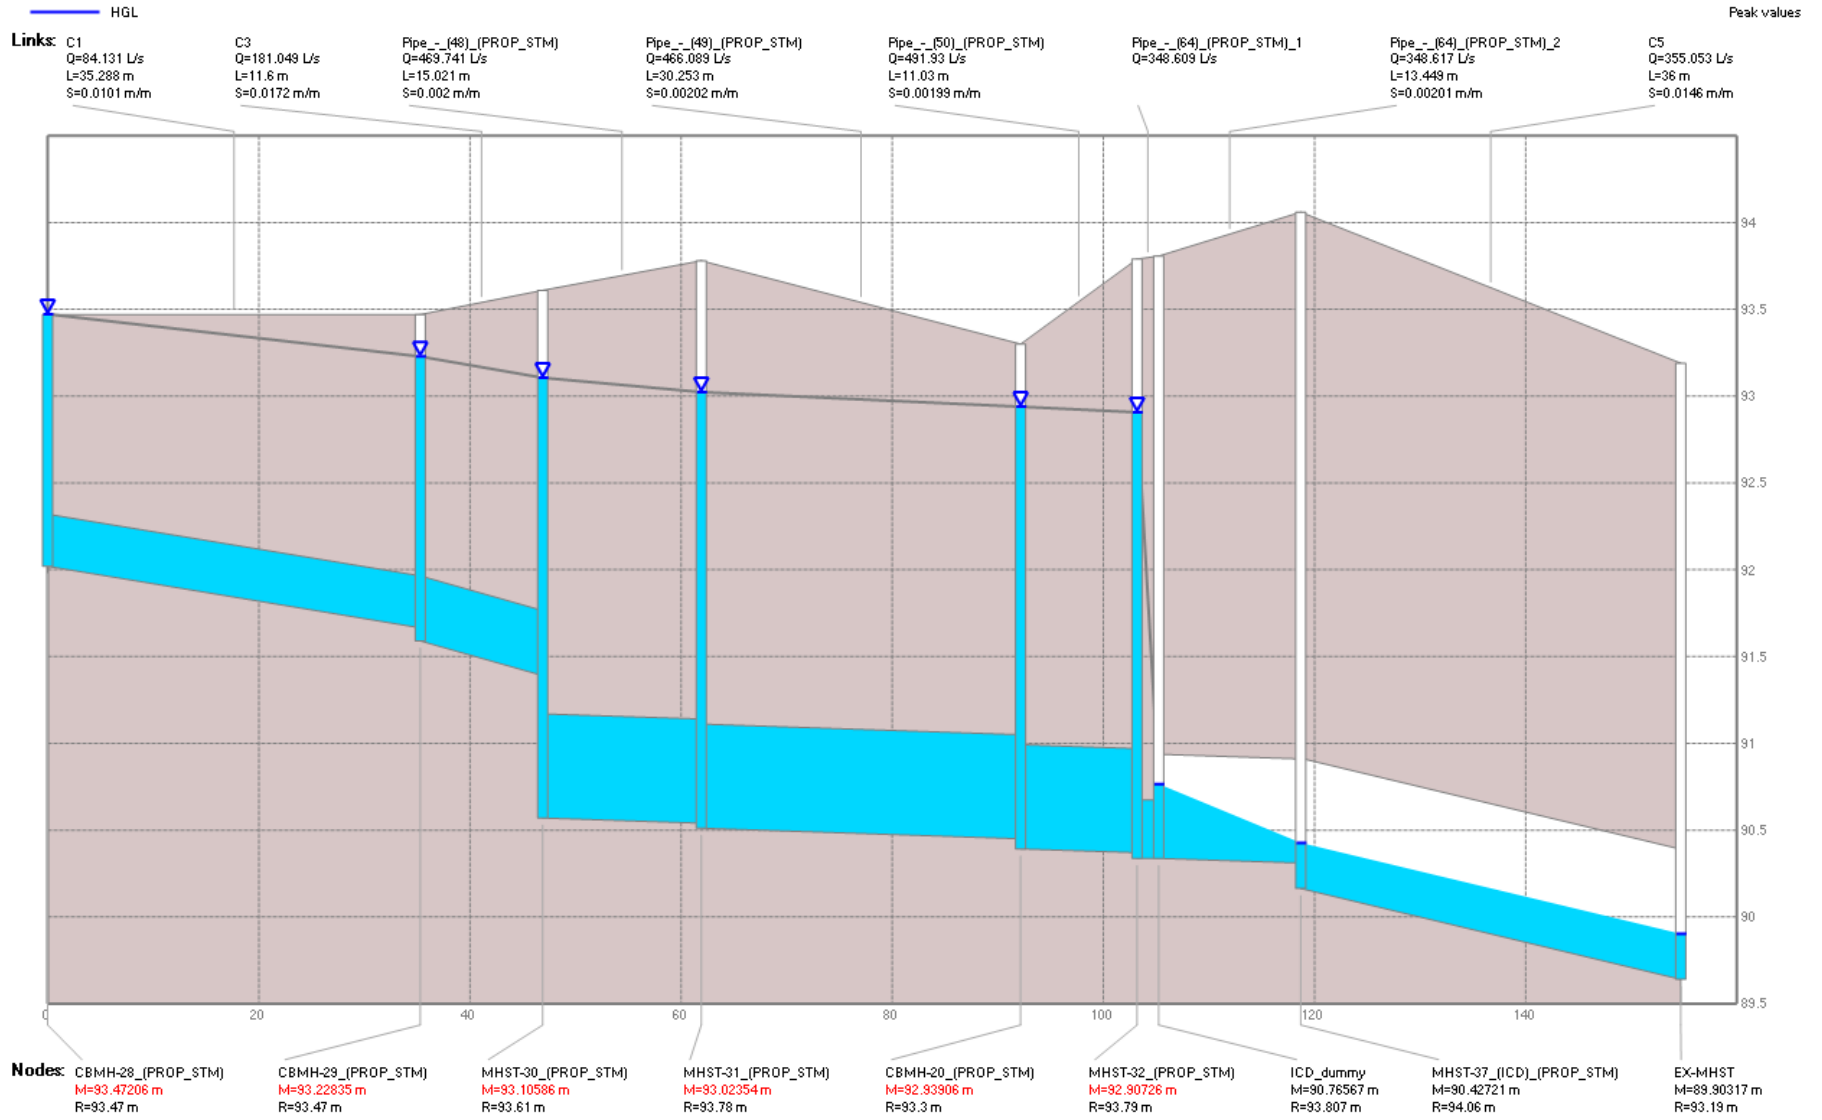 HGL
Peak values
Links:
C1
Q=84.131 L/s
L=35.288 m
S=0.0101 m/m
C3
Q=181.049 L/s
L=11.6 m
S=0.0172 m/m
Pipe_-_(48)_(PROP_STM)
Q=469.741 L/s
L=15.021 m
S=0.002 m/m
Pipe_-_(49)_(PROP_STM)
Q=466.089 L/s
L=30.253 m
S=0.00202 m/m
Pipe_-_(50)_(PROP_STM)
Q=491.93 L/s
L=11.03 m
S=0.00199 m/m
Pipe_-_(64)_(PROP_STM)_1
Q=348.609 L/s
Pipe_-_(64)_(PROP_STM)_2
Q=348.617 L/s
L=13.449 m
S=0.00201 m/m
C5
Q=355.053 L/s
L=36 m
S=0.0146 m/m
94
93.5
93
92.5
92
91.5
91
90.5
90
89.5
0
20
40
60
80
100
120
140
Nodes:
CBMH-28_(PROP_STM)
M=93.47206 m
R=93.47 m
CBMH-29_(PROP_STM)
M=93.22835 m
R=93.47 m
MHST-30_(PROP_STM)
M=93.10586 m
R=93.61 m
MHST-31_(PROP_STM)
M=93.02354 m
R=93.78 m
CBMH-20_(PROP_STM)
M=92.93906 m
R=93.3 m
MHST-32_(PROP_STM)
M=92.90726 m
R=93.79 m
ICD_dummy
M=90.76567 m
R=93.807 m
MHST-37_(ICD)_(PROP_STM)
M=90.42721 m
R=94.06 m
EX-MHST
M=89.90317 m
R=93.19 m